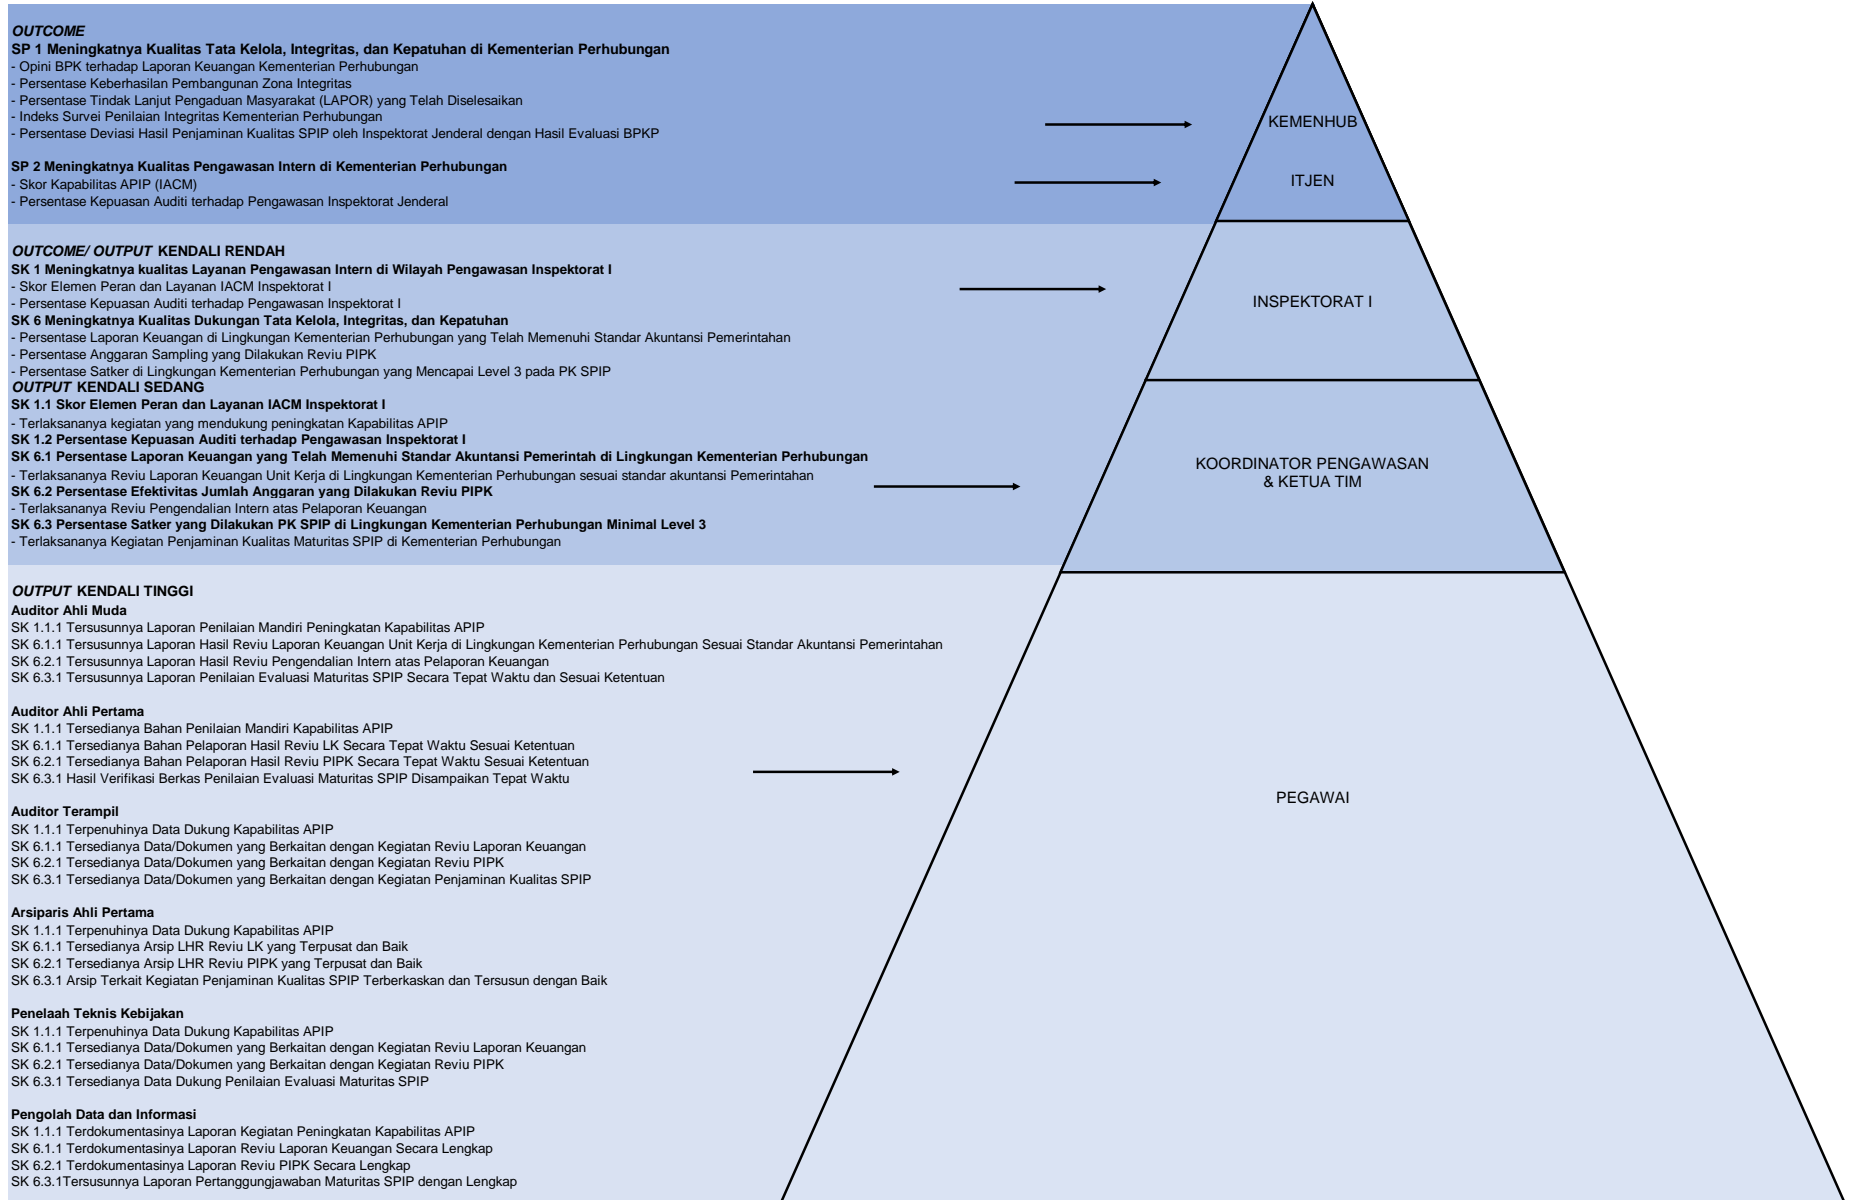 OUTCOME
SP 1 Meningkatnya Kualitas Tata Kelola, Integritas, dan Kepatuhan di Kementerian Perhubungan
- Opini BPK terhadap Laporan Keuangan Kementerian Perhubungan
- Persentase Keberhasilan Pembangunan Zona Integritas
- Persentase Tindak Lanjut Pengaduan Masyarakat (LAPOR) yang Telah Diselesaikan
- Indeks Survei Penilaian Integritas Kementerian Perhubungan
- Persentase Deviasi Hasil Penjaminan Kualitas SPIP oleh Inspektorat Jenderal dengan Hasil Evaluasi BPKP
KEMENHUB
SP 2 Meningkatnya Kualitas Pengawasan Intern di Kementerian Perhubungan
- Skor Kapabilitas APIP (IACM)
- Persentase Kepuasan Auditi terhadap Pengawasan Inspektorat Jenderal
ITJEN
OUTCOME/ OUTPUT KENDALI RENDAH
SK 1 Meningkatnya kualitas Layanan Pengawasan Intern di Wilayah Pengawasan Inspektorat I
- Skor Elemen Peran dan Layanan IACM Inspektorat I
- Persentase Kepuasan Auditi terhadap Pengawasan Inspektorat I
SK 6 Meningkatnya Kualitas Dukungan Tata Kelola, Integritas, dan Kepatuhan
- Persentase Laporan Keuangan di Lingkungan Kementerian Perhubungan yang Telah Memenuhi Standar Akuntansi Pemerintahan
- Persentase Anggaran Sampling yang Dilakukan Reviu PIPK
- Persentase Satker di Lingkungan Kementerian Perhubungan yang Mencapai Level 3 pada PK SPIP
INSPEKTORAT I
OUTPUT KENDALI SEDANG
SK 1.1 Skor Elemen Peran dan Layanan IACM Inspektorat I
- Terlaksananya kegiatan yang mendukung peningkatan Kapabilitas APIP
SK 1.2 Persentase Kepuasan Auditi terhadap Pengawasan Inspektorat I
SK 6.1 Persentase Laporan Keuangan yang Telah Memenuhi Standar Akuntansi Pemerintah di Lingkungan Kementerian Perhubungan
- Terlaksananya Reviu Laporan Keuangan Unit Kerja di Lingkungan Kementerian Perhubungan sesuai standar akuntansi Pemerintahan
SK 6.2 Persentase Efektivitas Jumlah Anggaran yang Dilakukan Reviu PIPK
- Terlaksananya Reviu Pengendalian Intern atas Pelaporan Keuangan
SK 6.3 Persentase Satker yang Dilakukan PK SPIP di Lingkungan Kementerian Perhubungan Minimal Level 3
- Terlaksananya Kegiatan Penjaminan Kualitas Maturitas SPIP di Kementerian Perhubungan
KOORDINATOR PENGAWASAN
& KETUA TIM
OUTPUT KENDALI TINGGI
Auditor Ahli Muda
SK 1.1.1 Tersusunnya Laporan Penilaian Mandiri Peningkatan Kapabilitas APIP
SK 6.1.1 Tersusunnya Laporan Hasil Reviu Laporan Keuangan Unit Kerja di Lingkungan Kementerian Perhubungan Sesuai Standar Akuntansi Pemerintahan
SK 6.2.1 Tersusunnya Laporan Hasil Reviu Pengendalian Intern atas Pelaporan Keuangan
SK 6.3.1 Tersusunnya Laporan Penilaian Evaluasi Maturitas SPIP Secara Tepat Waktu dan Sesuai Ketentuan
Auditor Ahli Pertama
SK 1.1.1 Tersedianya Bahan Penilaian Mandiri Kapabilitas APIP
SK 6.1.1 Tersedianya Bahan Pelaporan Hasil Reviu LK Secara Tepat Waktu Sesuai Ketentuan
SK 6.2.1 Tersedianya Bahan Pelaporan Hasil Reviu PIPK Secara Tepat Waktu Sesuai Ketentuan
SK 6.3.1 Hasil Verifikasi Berkas Penilaian Evaluasi Maturitas SPIP Disampaikan Tepat Waktu
Auditor Terampil
SK 1.1.1 Terpenuhinya Data Dukung Kapabilitas APIP
SK 6.1.1 Tersedianya Data/Dokumen yang Berkaitan dengan Kegiatan Reviu Laporan Keuangan
SK 6.2.1 Tersedianya Data/Dokumen yang Berkaitan dengan Kegiatan Reviu PIPK
SK 6.3.1 Tersedianya Data/Dokumen yang Berkaitan dengan Kegiatan Penjaminan Kualitas SPIP
Arsiparis Ahli Pertama
SK 1.1.1 Terpenuhinya Data Dukung Kapabilitas APIP
SK 6.1.1 Tersedianya Arsip LHR Reviu LK yang Terpusat dan Baik
SK 6.2.1 Tersedianya Arsip LHR Reviu PIPK yang Terpusat dan Baik
SK 6.3.1 Arsip Terkait Kegiatan Penjaminan Kualitas SPIP Terberkaskan dan Tersusun dengan Baik
Penelaah Teknis Kebijakan
SK 1.1.1 Terpenuhinya Data Dukung Kapabilitas APIP
SK 6.1.1 Tersedianya Data/Dokumen yang Berkaitan dengan Kegiatan Reviu Laporan Keuangan
SK 6.2.1 Tersedianya Data/Dokumen yang Berkaitan dengan Kegiatan Reviu PIPK
SK 6.3.1 Tersedianya Data Dukung Penilaian Evaluasi Maturitas SPIP
Pengolah Data dan Informasi
SK 1.1.1 Terdokumentasinya Laporan Kegiatan Peningkatan Kapabilitas APIP
SK 6.1.1 Terdokumentasinya Laporan Reviu Laporan Keuangan Secara Lengkap
SK 6.2.1 Terdokumentasinya Laporan Reviu PIPK Secara Lengkap
SK 6.3.1Tersusunnya Laporan Pertanggungjawaban Maturitas SPIP dengan Lengkap
PEGAWAI